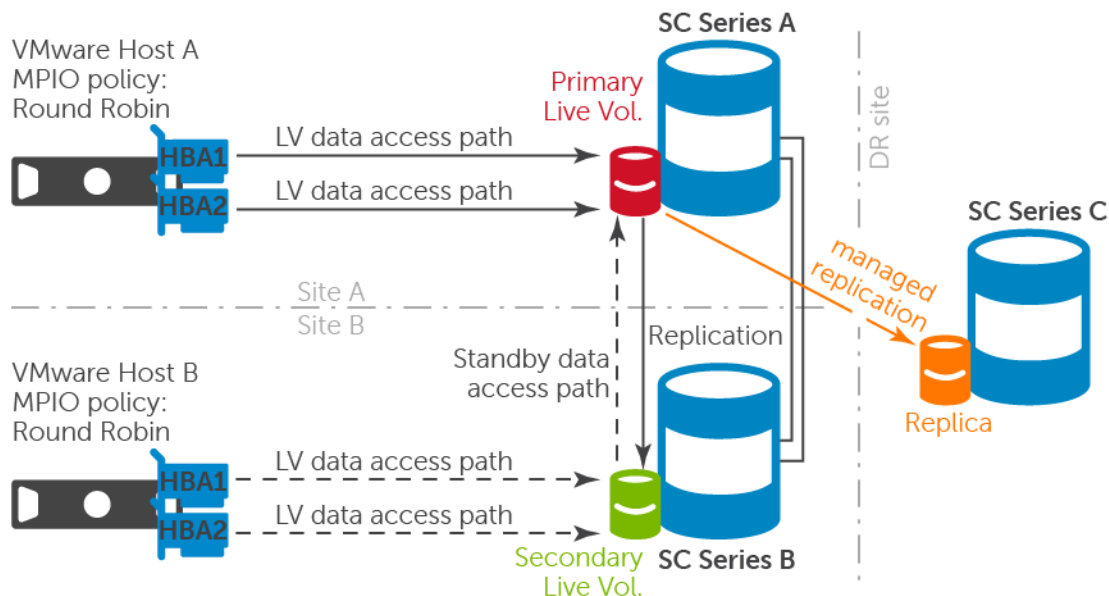 SC Series A
VMware Host A
MPIO policy:
Round Robin
Primary
Live Vol.
HBA1
LV data access path
HBA2
LV data access path
DR site
SC Series C
managed
replication
Site A
Site B
Replication
Standby data
access path
Replica
VMware Host B
MPIO policy:
Round Robin
HBA1
LV data access path
HBA2
LV data access path
Secondary
Live Vol.
SC Series B